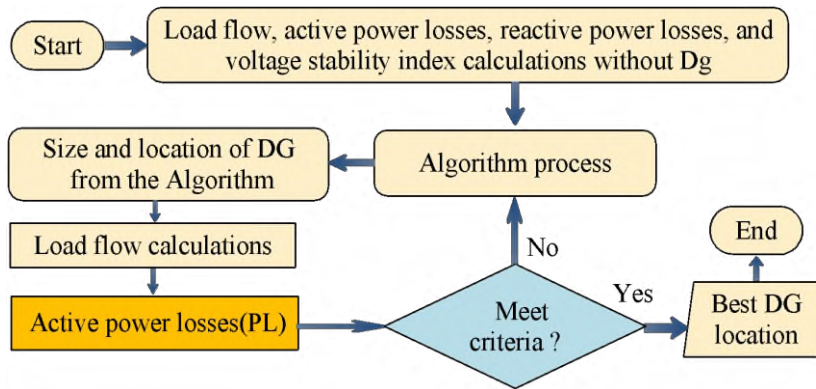 Start
Load flow, active power losses, reactive power losses, and
voltage stability index calculations without Dg
Size and location of DG
from the Algorithm
Algorithm process
Load flow calculations
No
End
Active power losses(PL)
Meet
criteria ?
Yes
Best DG
location